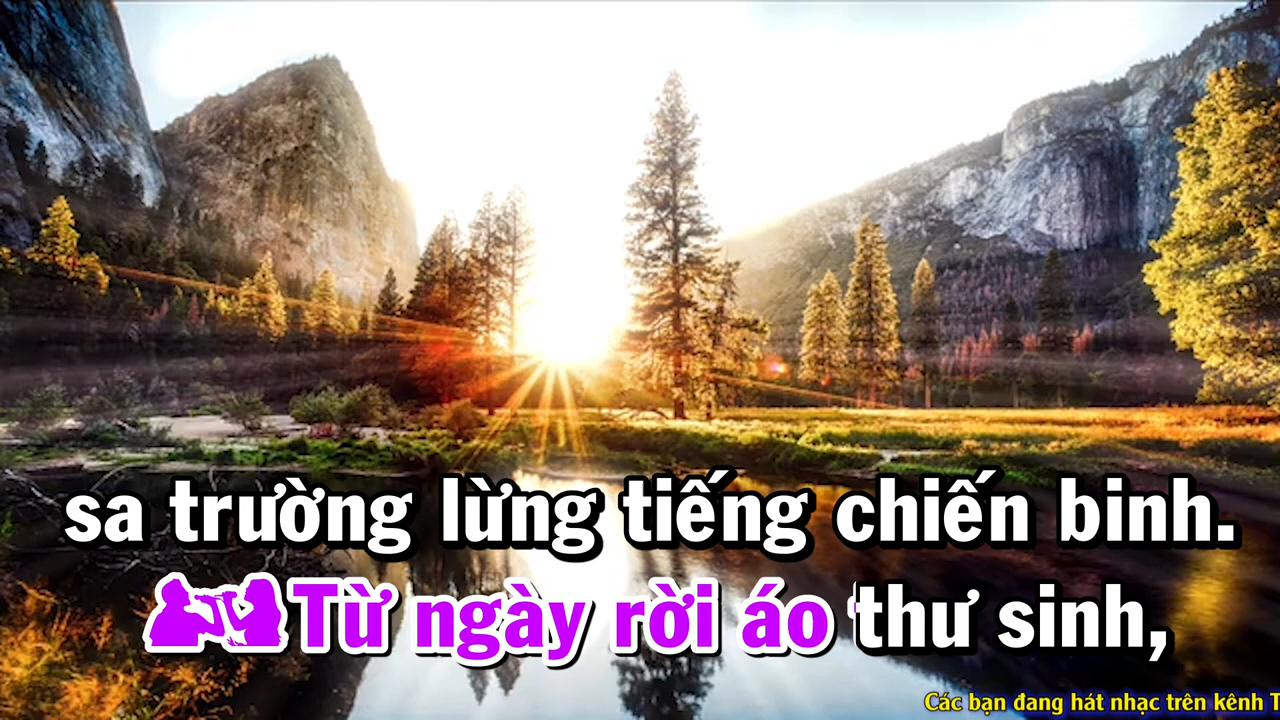 sa trường lừng tiếng chiến binh.
Từ ngày rời áo thư sinh,
Các bạn đang hát nhạc trên kênh T